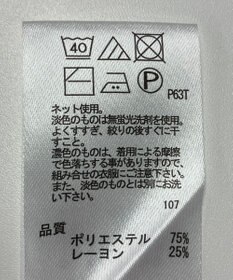 40
P
P63T
ネット使用。
淡色のものは無蛍光洗剤を使用。
よくすすぎ、絞りの後すぐに干
すこと。
濃色のものは、着用による摩擦
で色落ちする事がありますので、
組み合せの衣服にご注意下さい。
また、淡色のものとは別にお洗
い下さい。
107
品質
ポリエステル 75%
レーヨン 25%